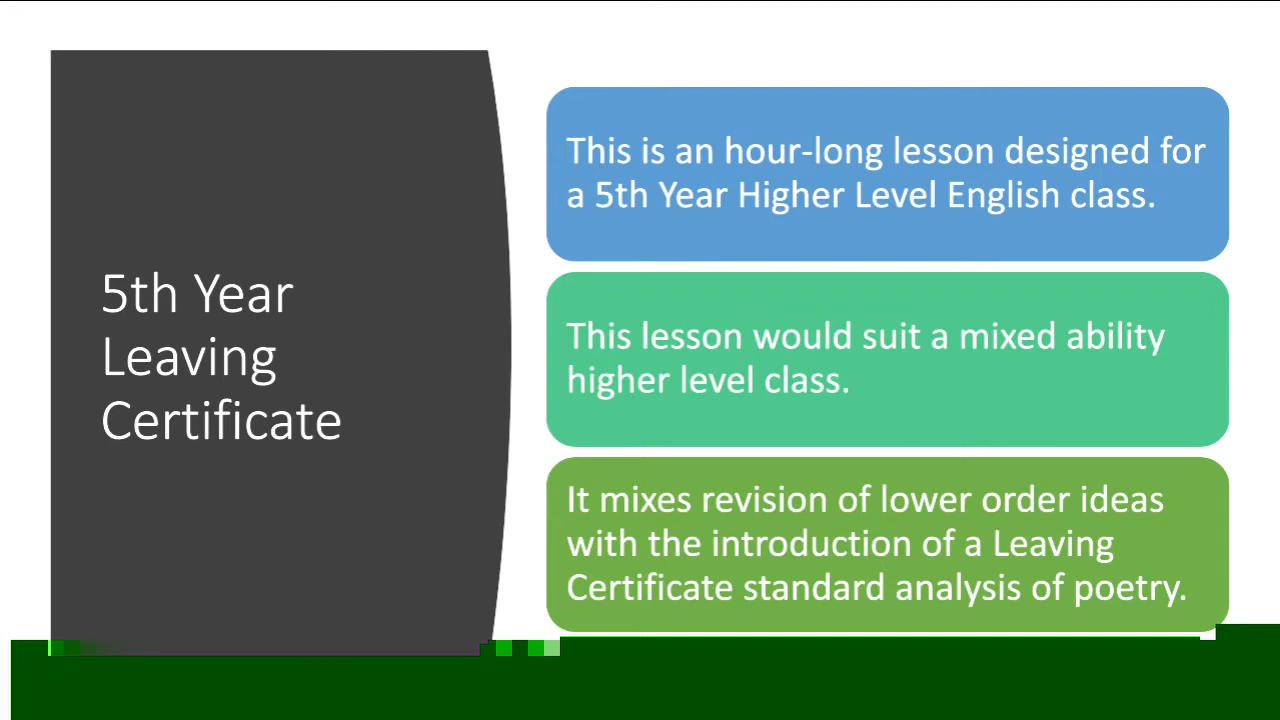 5th Year
Leaving
Certificate
This is an hour-long lesson designed for
a 5th Year Higher Level English class.
This lesson would suit a mixed ability
higher level class.
It mixes revision of lower order ideas
with the introduction of a Leaving
Certificate standard analysis of poetry.